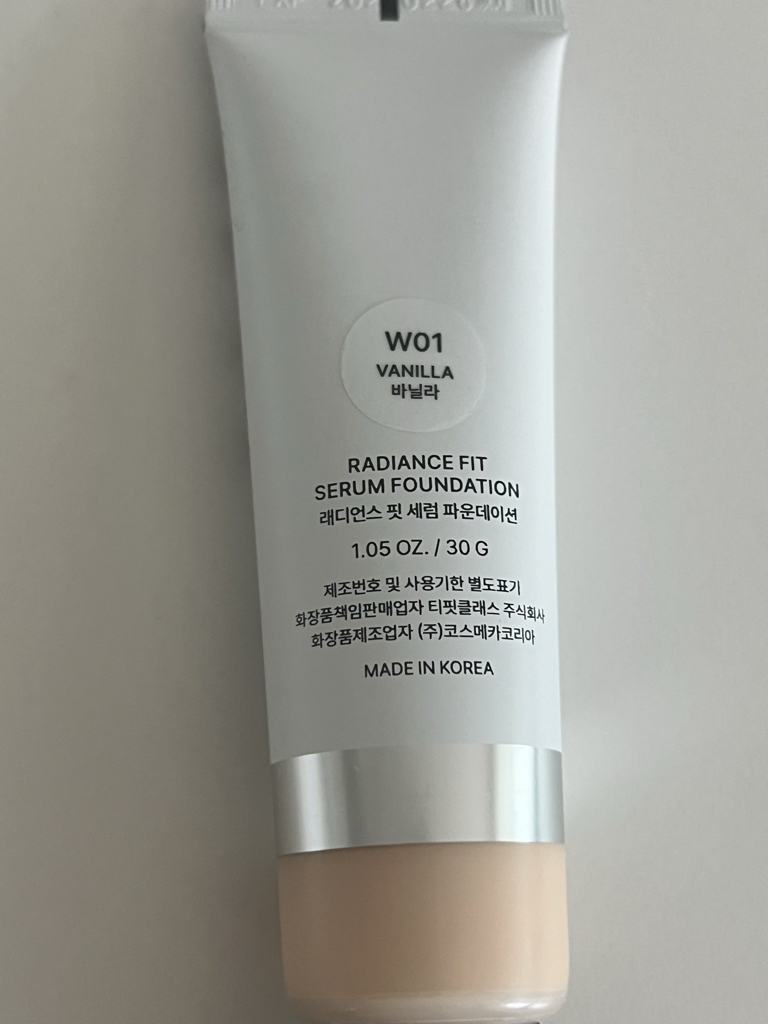 EXP
W01
VANILLA
바닐라
RADIANCE FIT
SERUM FOUNDATION
래디언스 핏 세럼 파운데이션
1.05 OZ. / 30 G
제조번호 및 사용기한 별도표기
화장품책임판매업자 티핏클래스 주식회사
화장품제조업자 (주)코스메카코리아
MADE IN KOREA